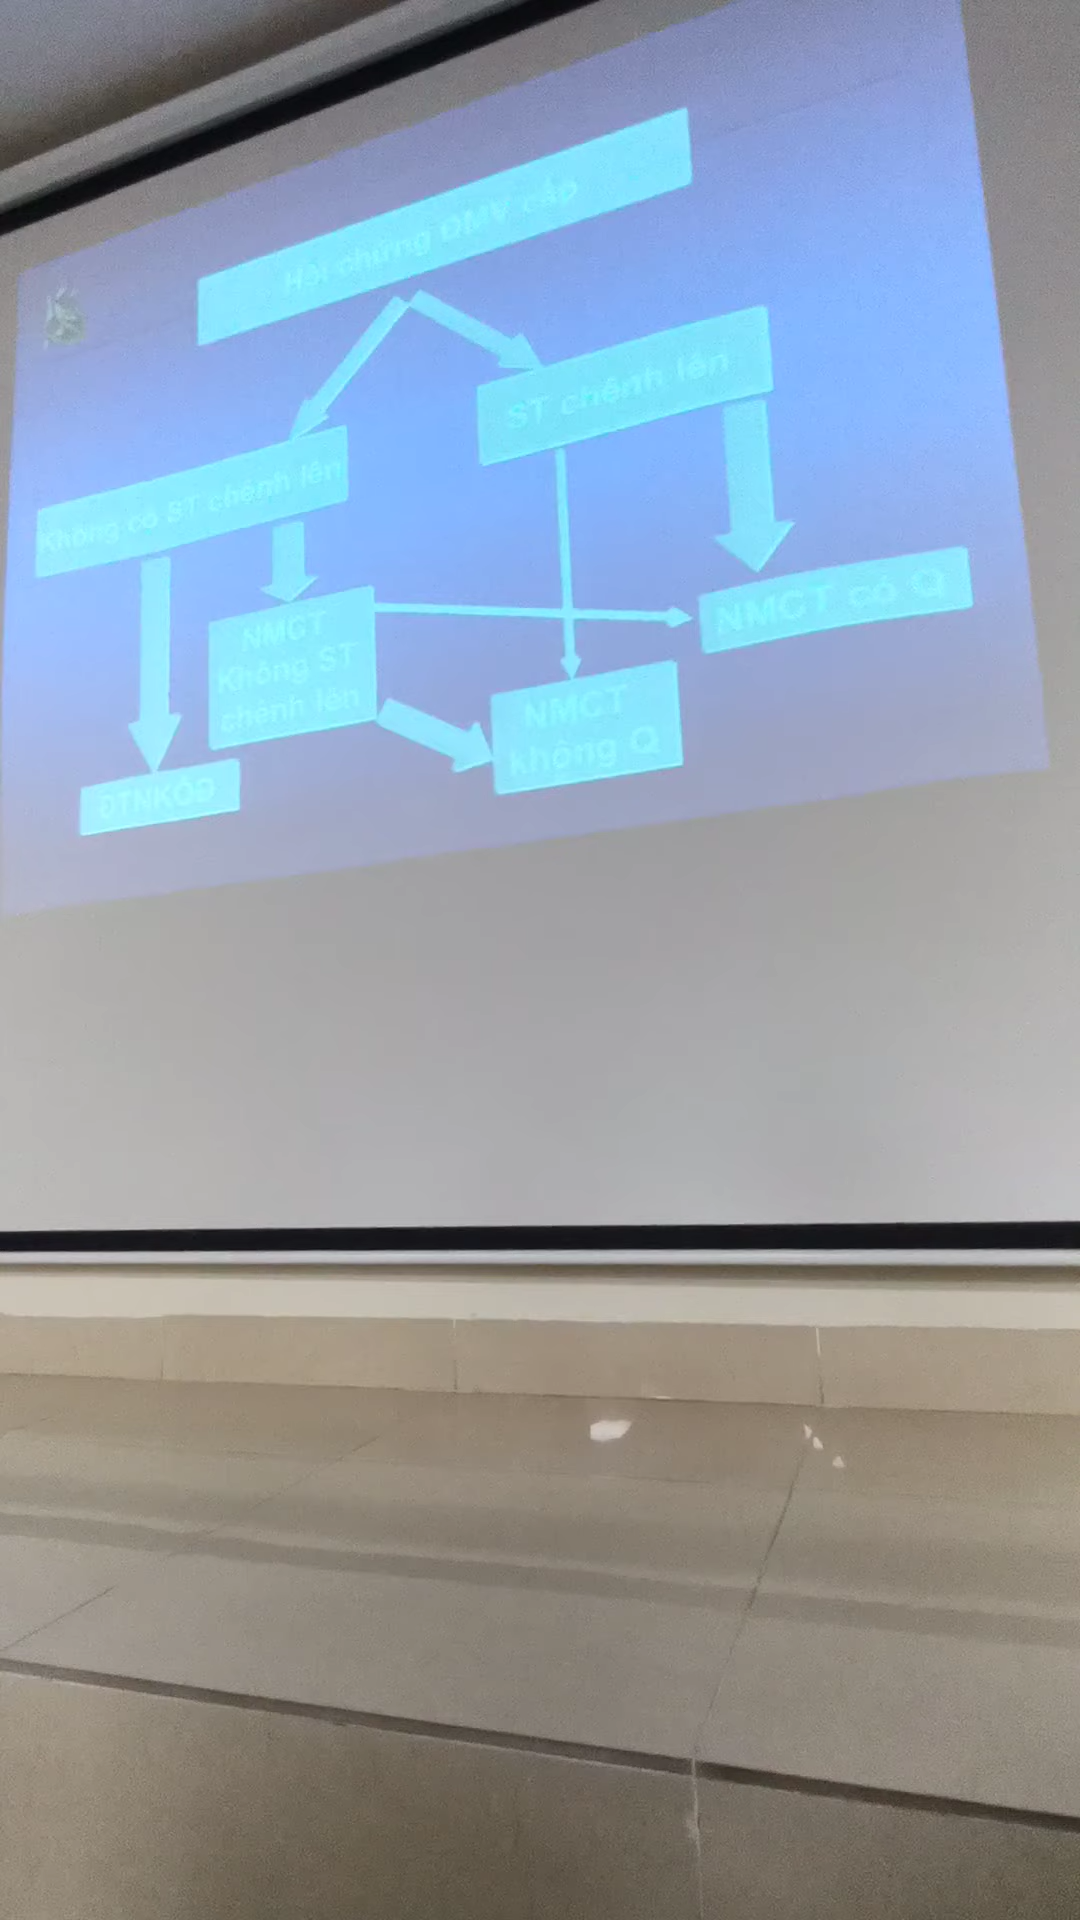 Hội chứng ĐMV cấp
ST chênh lên
Không có ST chênh lên
NMCT có Q
NMCT
Không ST
chênh lên
NMCT
không Q
ĐTNKÔĐ